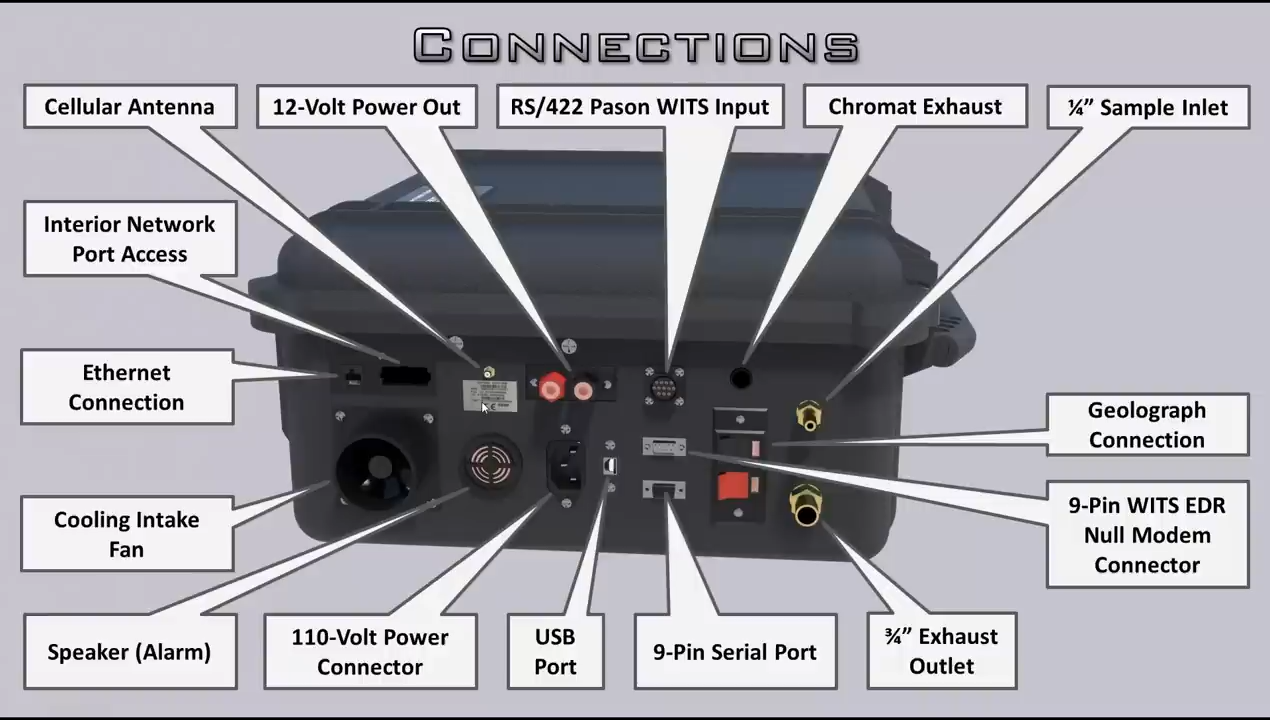 CONNECTIONS
Cellular Antenna
12-Volt Power Out
RS/422 Pason WITS Input
Chromat Exhaust
¼” Sample Inlet
Interior Network
Port Access
Ethernet
Connection
Geolograph
Connection
Cooling Intake
Fan
9-Pin WITS EDR
Null Modem
Connector
Speaker (Alarm)
110-Volt Power
Connector
USB
Port
9-Pin Serial Port
¾” Exhaust
Outlet